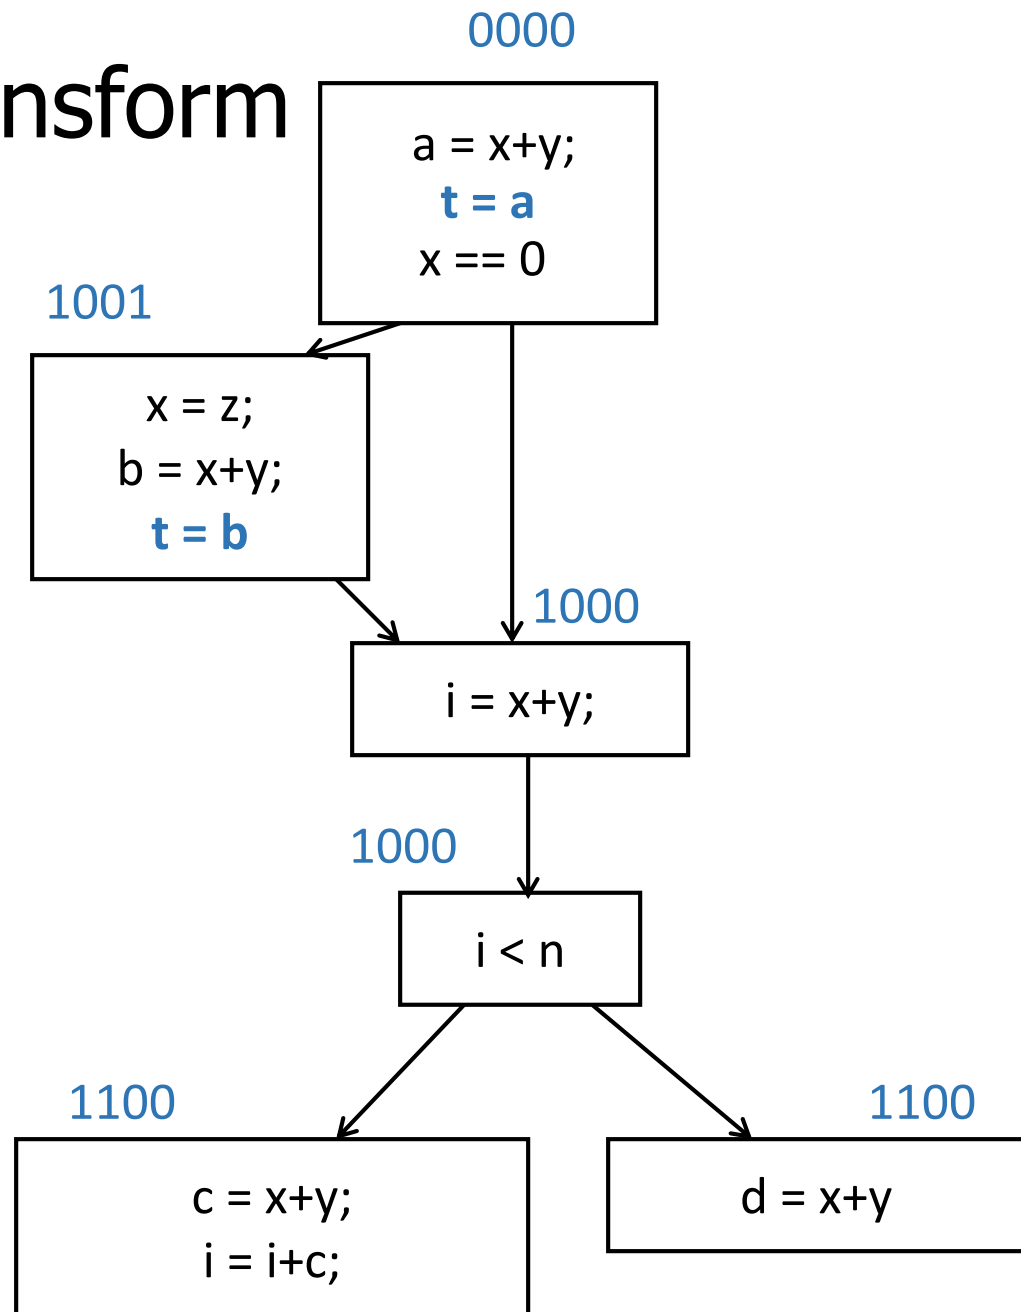 0000
nsform
a = x+y;
t = a
x == 0
1001
x = z;
b = x+y;
t = b
1000
i = x+y;
1000
i < n
1100
1100
c = x+y;
i = i+c;
d = x+y